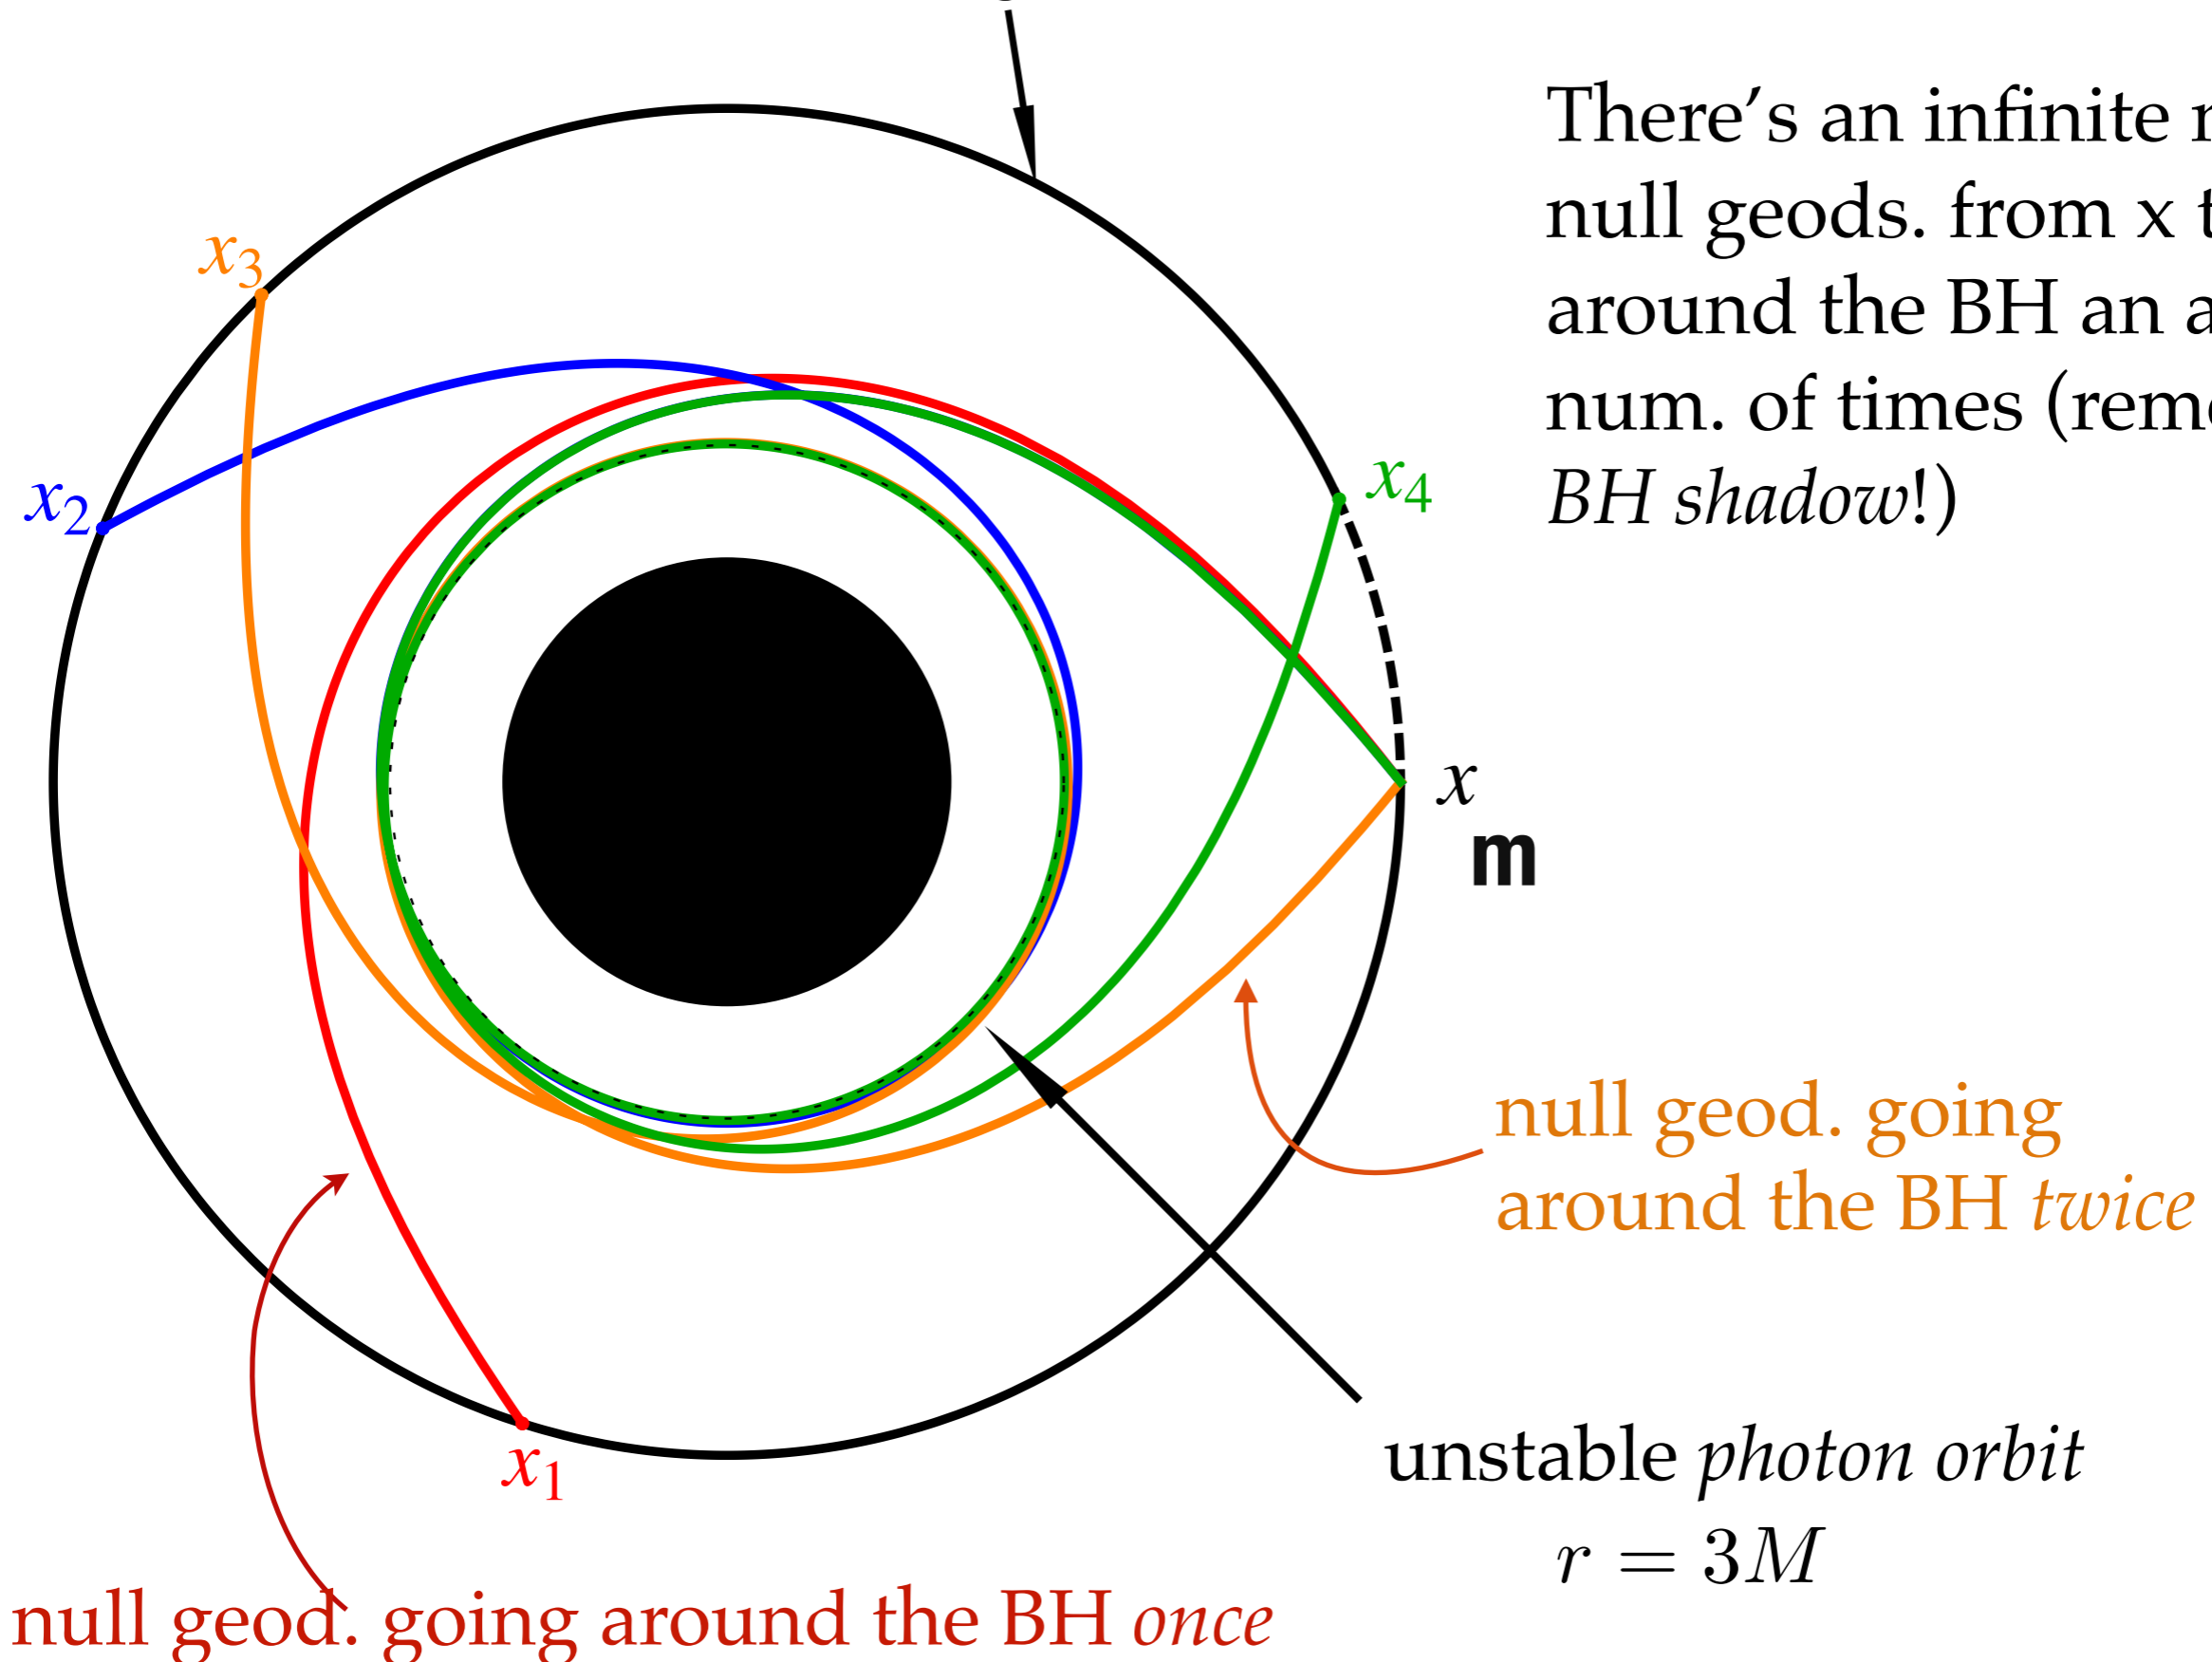 There's an infinite
null geods. from x
around the BH an
num. of times
BH shadow!)
x3
x2
x4
x
m
null geod. going
around the BH twice
x1
unstable photon orbit
r = 3M
null geod. going around the BH once